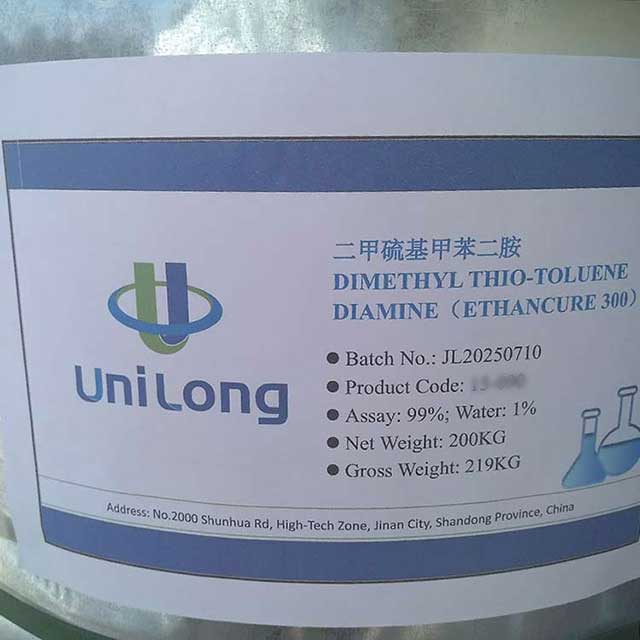 二甲硫基甲苯二胺
DIMETHYL THIO-TOLUENE
DIAMINE（ETHANCURE 300）
UniLong
● Batch No.: JL20250710
● Product Code:
● Assay: 99%; Water: 1%
● Net Weight: 200KG
● Gross Weight: 219KG
Address: No.2000 Shunhua Rd, High-Tech Zone, Jinan City, Shandong Province, China